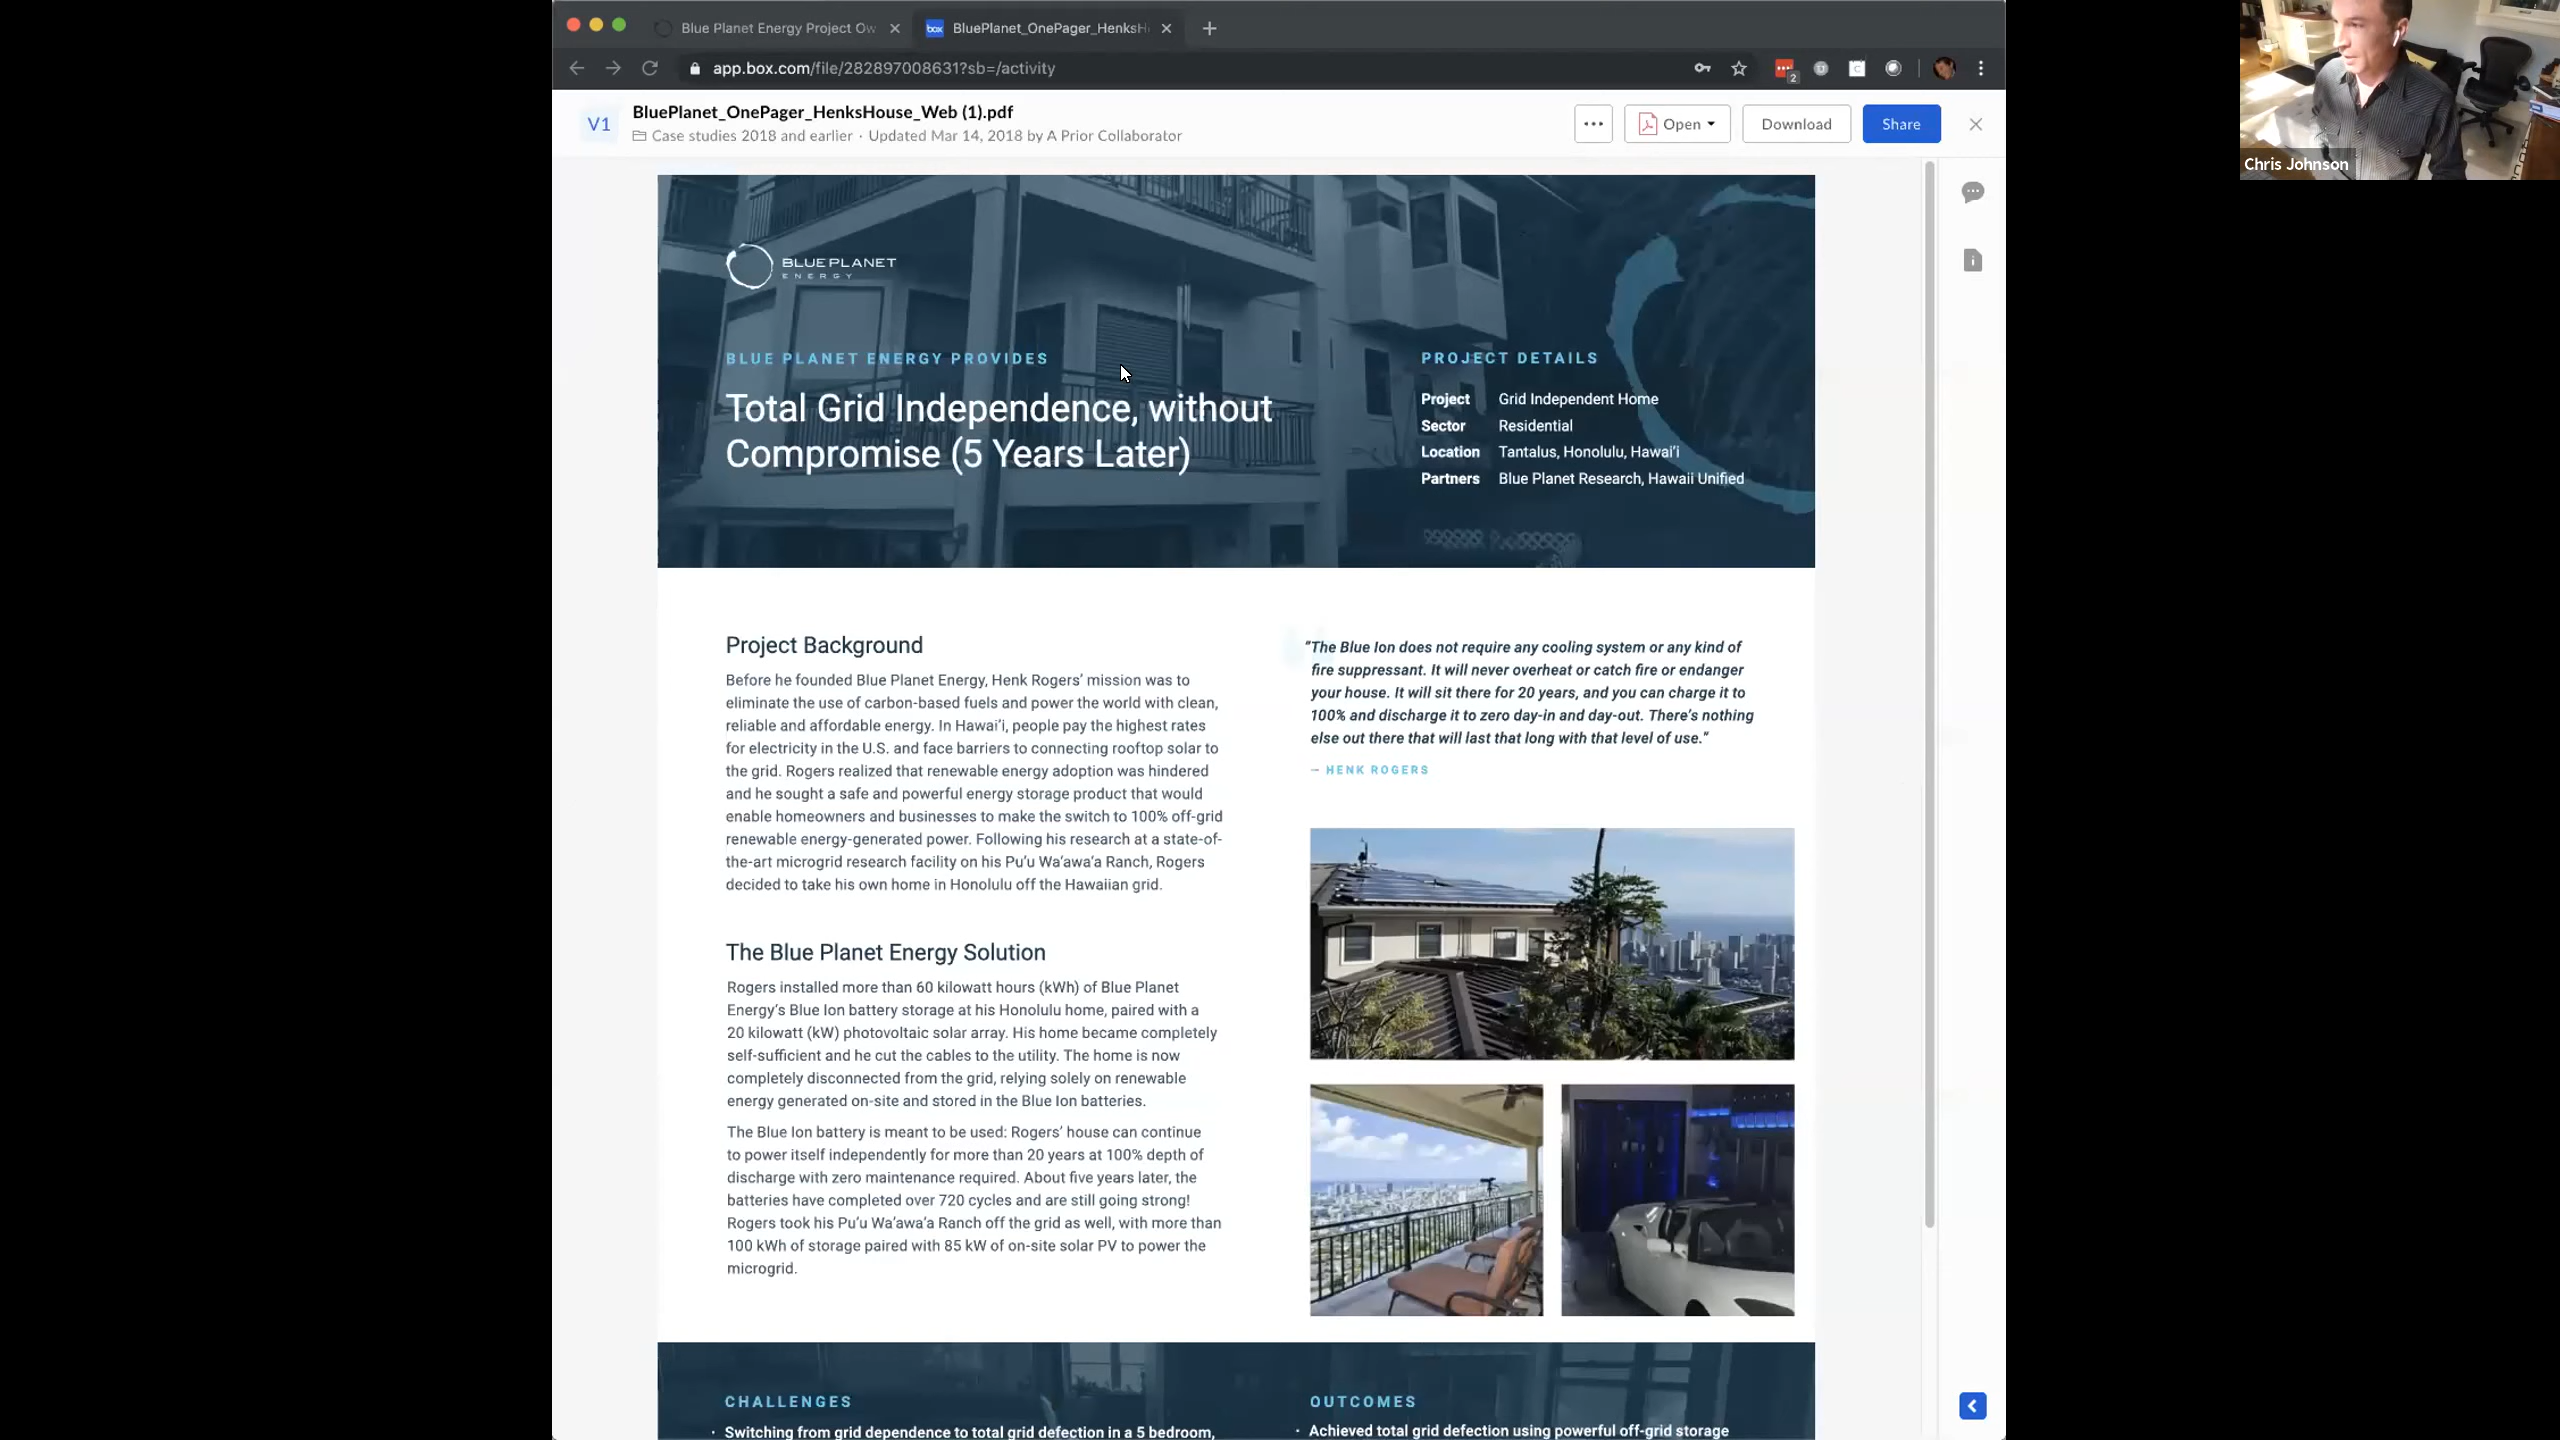 Blue Planet Energy Project Ow
BluePlanet_OnePager_HenksH
app.box.com/file/282897008631?sb=/activity
2
V1
BluePlanet_OnePager_HenksHouse_Web (1).pdf
Case studies 2018 and earlier · Updated Mar 14, 2018 by A Prior Collaborator
Open
Download
Share
Chris Johnson
BLUE PLANET
ENERGY
BLUE PLANET ENERGY PROVIDES
Total Grid Independence, without
Compromise (5 Years Later)
PROJECT DETAILS
Project Grid Independent Home
Sector Residential
Location Tantalus, Honolulu, Hawai'i
Partners Blue Planet Research, Hawaii Unified
Project Background
Before he founded Blue Planet Energy, Henk Rogers' mission was to
eliminate the use of carbon-based fuels and power the world with clean,
reliable and affordable energy. In Hawai'i, people pay the highest rates
for electricity in the U.S. and face barriers to connecting rooftop solar to
the grid. Rogers realized that renewable energy adoption was hindered
and he sought a safe and powerful energy storage product that would
enable homeowners and businesses to make the switch to 100% off-grid
renewable energy-generated power. Following his research at a state-of-
the-art microgrid research facility on his Pu'u Wa'awa'a Ranch, Rogers
decided to take his own home in Honolulu off the Hawaiian grid.
The Blue Planet Energy Solution
Rogers installed more than 60 kilowatt hours (kWh) of Blue Planet
Energy's Blue Ion battery storage at his Honolulu home, paired with a
20 kilowatt (kW) photovoltaic solar array. His home became completely
self-sufficient and he cut the cables to the utility. The home is now
completely disconnected from the grid, relying solely on renewable
energy generated on-site and stored in the Blue Ion batteries.
The Blue Ion battery is meant to be used: Rogers' house can continue
to power itself independently for more than 20 years at 100% depth of
discharge with zero maintenance required. About five years later, the
batteries have completed over 720 cycles and are still going strong!
Rogers took his Pu'u Wa'awa'a Ranch off the grid as well, with more than
100 kWh of storage paired with 85 kW of on-site solar PV to power the
microgrid.
"The Blue Ion does not require any cooling system or any kind of
fire suppressant. It will never overheat or catch fire or endanger
your house. It will sit there for 20 years, and you can charge it to
100% and discharge it to zero day-in and day-out. There's nothing
else out there that will last that long with that level of use."
– HENK ROGERS
CHALLENGES
· Switching from grid dependence to total grid defection in a 5 bedroom,
OUTCOMES
· Achieved total grid defection using powerful off-grid storage